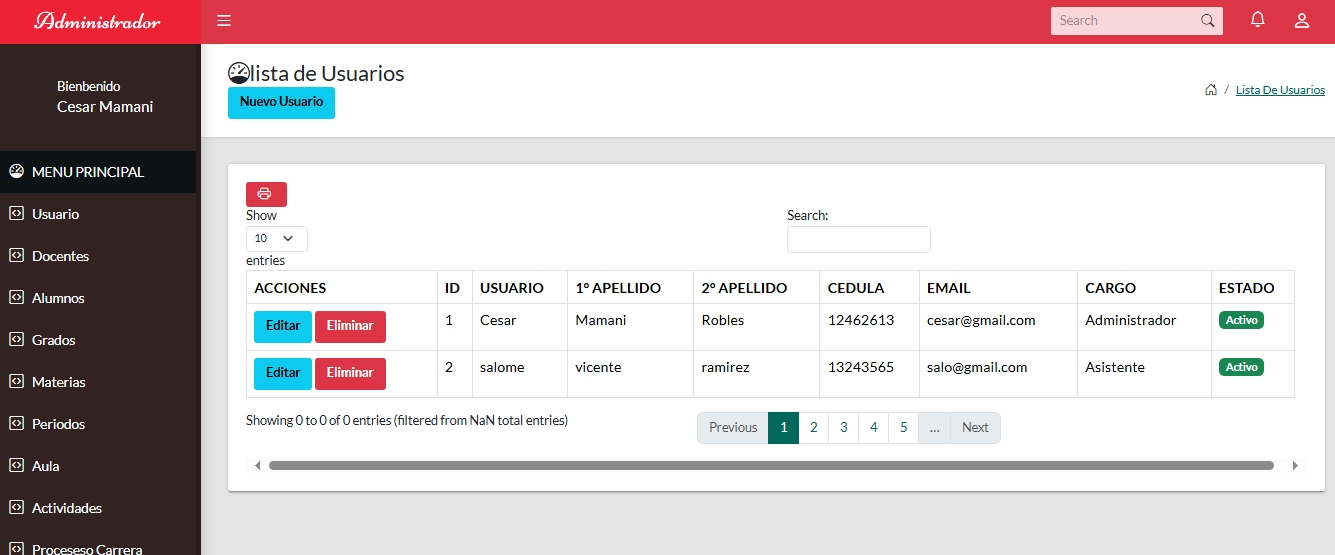 Administrador
Search
Bienbenido
Cesar Mamani
MENU PRINCIPAL
Usuario
Docentes
Alumnos
Grados
Materias
Periodos
Aula
Actividades
Proceseso Carrera
lista de Usuarios
Nuevo Usuario
/ Lista De Usuarios
Show
10
entries
Search:
ACCIONES ID USUARIO 1° APELLIDO 2° APELLIDO CEDULA EMAIL CARGO ESTADO
Editar Eliminar 1 Cesar Mamani Robles 12462613 cesar@gmail.com Administrador Activo
Editar Eliminar 2 salome vicente ramirez 13243565 salo@gmail.com Asistente Activo
Showing 0 to 0 of 0 entries (filtered from NaN total entries)
Previous 1 2 3 4 5 ... Next